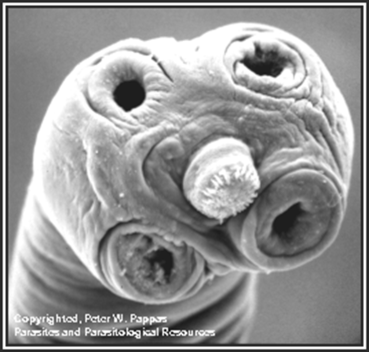 Copyrighted, Peter W. Pappas
Parasites and Parasitological Resources